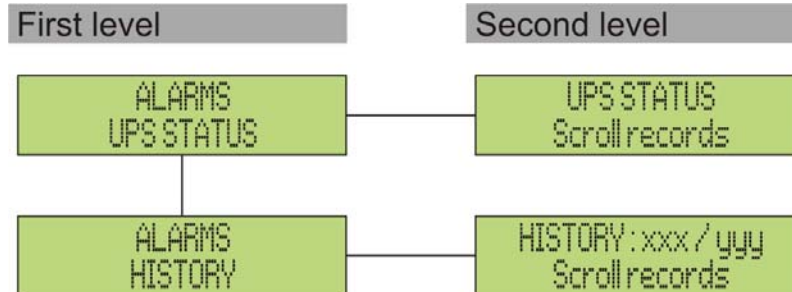 First level
Second level
ALARMS
UPS STATUS
UPS STATUS
Scroll records
ALARMS
HISTORY
HISTORY:xxx/yyy
Scroll records